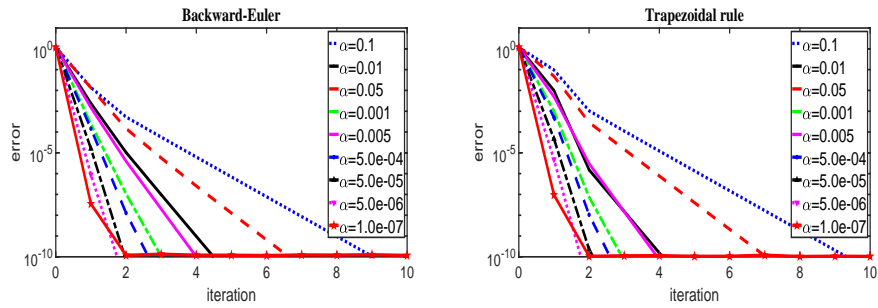 Backward-Euler
error
10^0
10^-5
10^-10
0 2 4 6 8 10
iteration
α=0.1
α=0.01
α=0.05
α=0.001
α=0.005
α=5.0e-04
α=5.0e-05
α=5.0e-06
α=1.0e-07
Trapezoidal rule
error
10^0
10^-5
10^-10
0 2 4 6 8 10
iteration
α=0.1
α=0.01
α=0.05
α=0.001
α=0.005
α=5.0e-04
α=5.0e-05
α=5.0e-06
α=1.0e-07